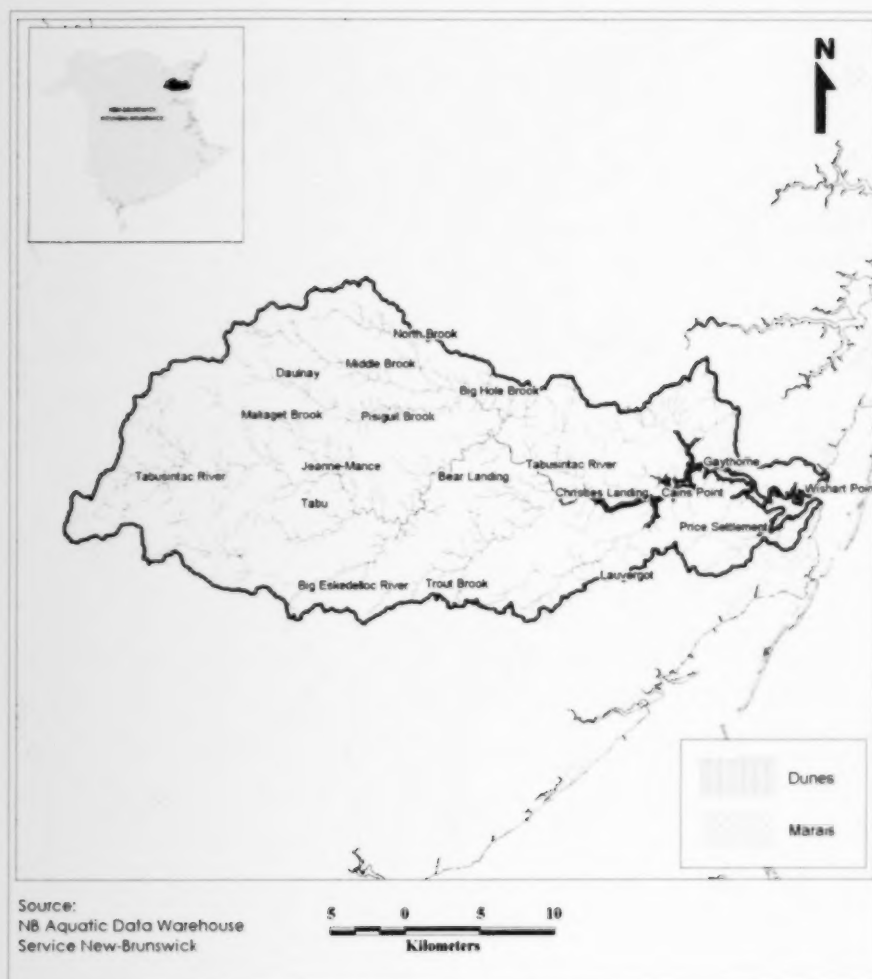 N
North Brook
Middle Brook
Daulnay
Big Hole Brook
Maliaget Brook
Pisiguit Brook
Gaythorne
Tabusintac River
Jeanne-Mance
Bear Landing
Tabusintac River
Christies Landing
Cains Point
Wishart Point
Tabu
Price Settlement
Big Eskedelloc River
Trout Brook
Lauvergot
Dunes
Marais
Source:
NB Aquatic Data Warehouse
Service New-Brunswick
5 0 5 10
Kilometers